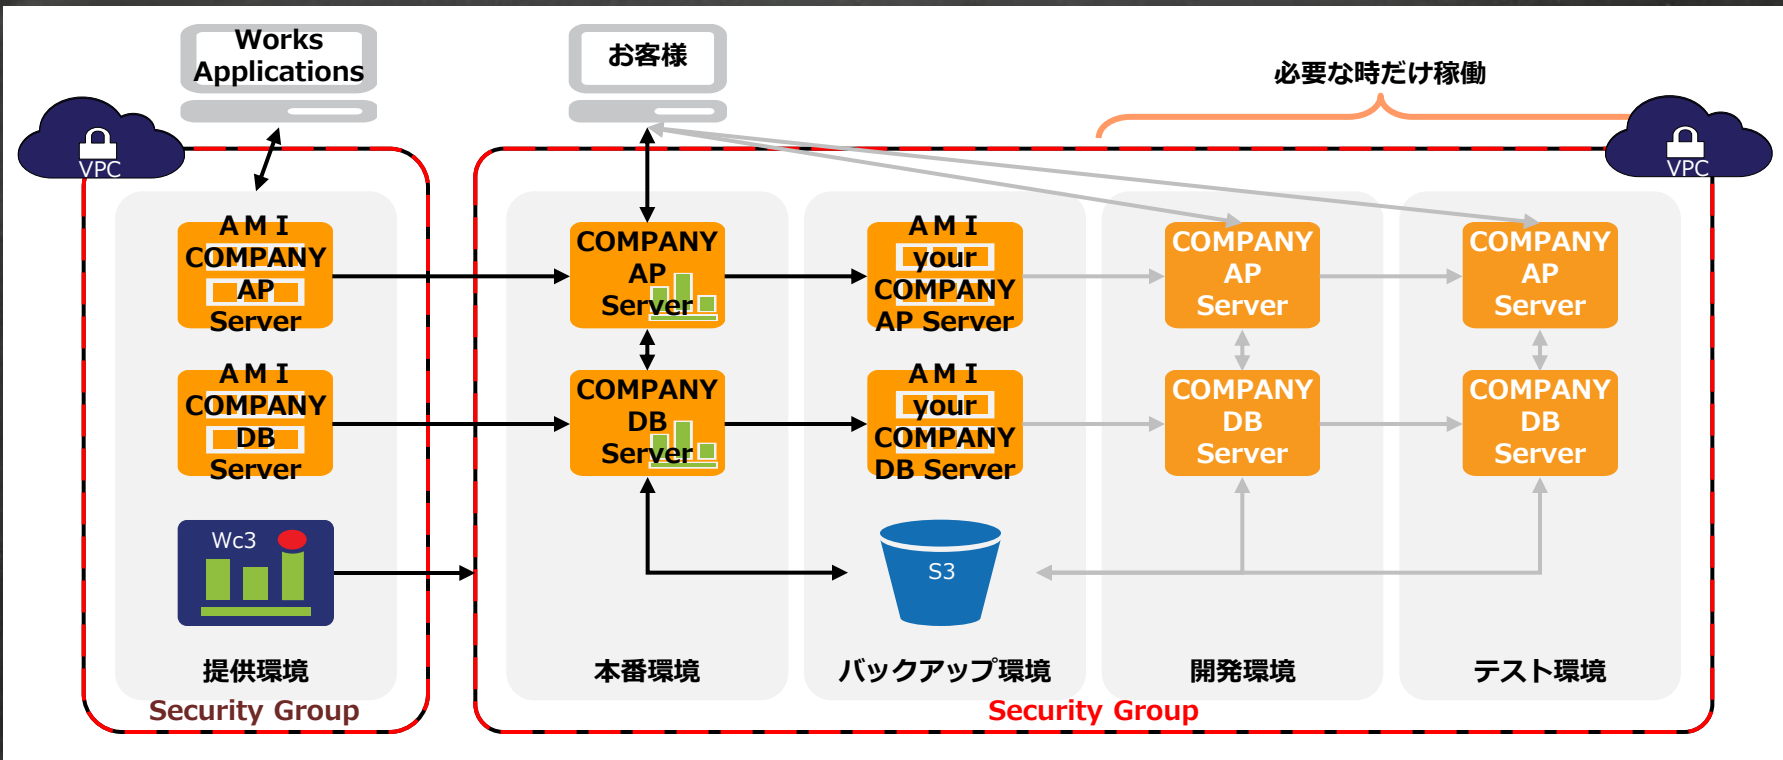 Works
Applications
お客様
必要な時だけ稼働
VPC
VPC
AMI
COMPANY
AP
Server
COMPANY
AP
Server
AMI
your
COMPANY
AP Server
COMPANY
AP
Server
COMPANY
AP
Server
AMI
COMPANY
DB
Server
COMPANY
DB
Server
AMI
your
COMPANY
DB Server
COMPANY
DB
Server
COMPANY
DB
Server
Wc3
S3
提供環境
本番環境
バックアップ環境
開発環境
テスト環境
Security Group
Security Group